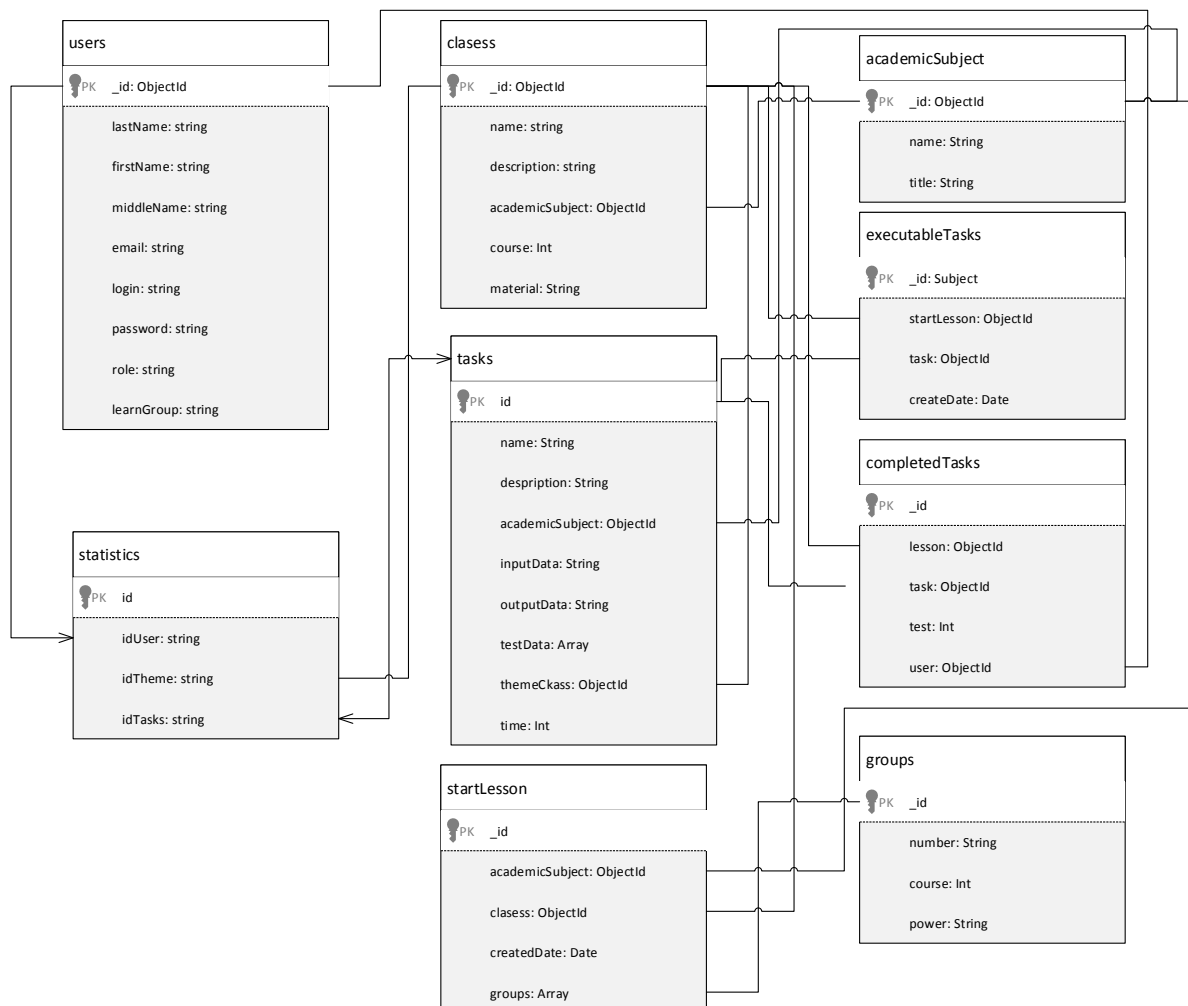 users
PK _id: ObjectId
lastName: string
firstName: string
middleName: string
email: string
login: string
password: string
role: string
learnGroup: string
clasess
PK _id: ObjectId
name: string
description: string
academicSubject: ObjectId
course: Int
material: String
academicSubject
PK _id: ObjectId
name: String
title: String
executableTasks
PK _id: Subject
startLesson: ObjectId
task: ObjectId
createDate: Date
tasks
PK id
name: String
despription: String
academicSubject: ObjectId
inputData: String
outputData: String
testData: Array
themeCkass: ObjectId
time: Int
completedTasks
PK _id
lesson: ObjectId
task: ObjectId
test: Int
user: ObjectId
statistics
PK id
idUser: string
idTheme: string
idTasks: string
startLesson
PK _id
academicSubject: ObjectId
clasess: ObjectId
createdDate: Date
groups: Array
groups
PK _id
number: String
course: Int
power: String